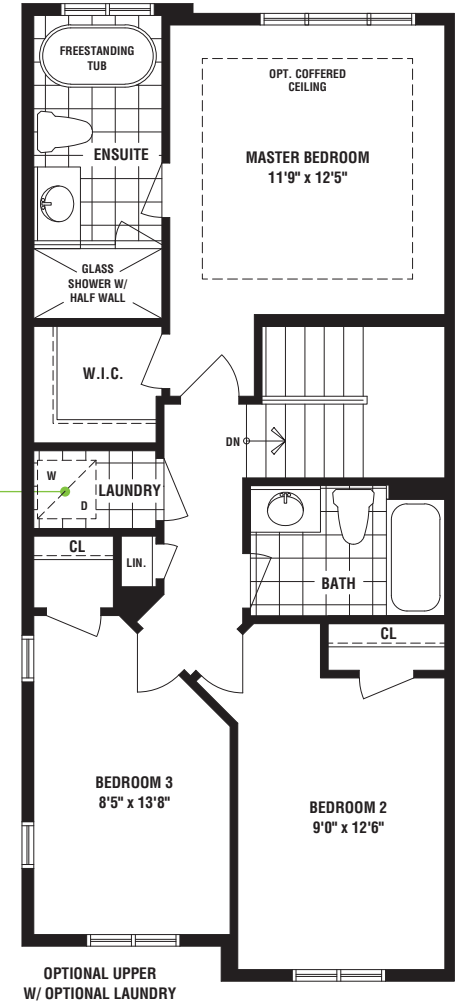 FREESTANDING
TUB
OPT. COFFERED
CEILING
ENSUITE
MASTER BEDROOM
11'9" x 12'5"
GLASS
SHOWER W/
HALF WALL
W.I.C.
DN
W
LAUNDRY
D
CL
LIN.
BATH
CL
BEDROOM 3
8'5" x 13'8"
BEDROOM 2
9'0" x 12'6"
OPTIONAL UPPER
W/ OPTIONAL LAUNDRY